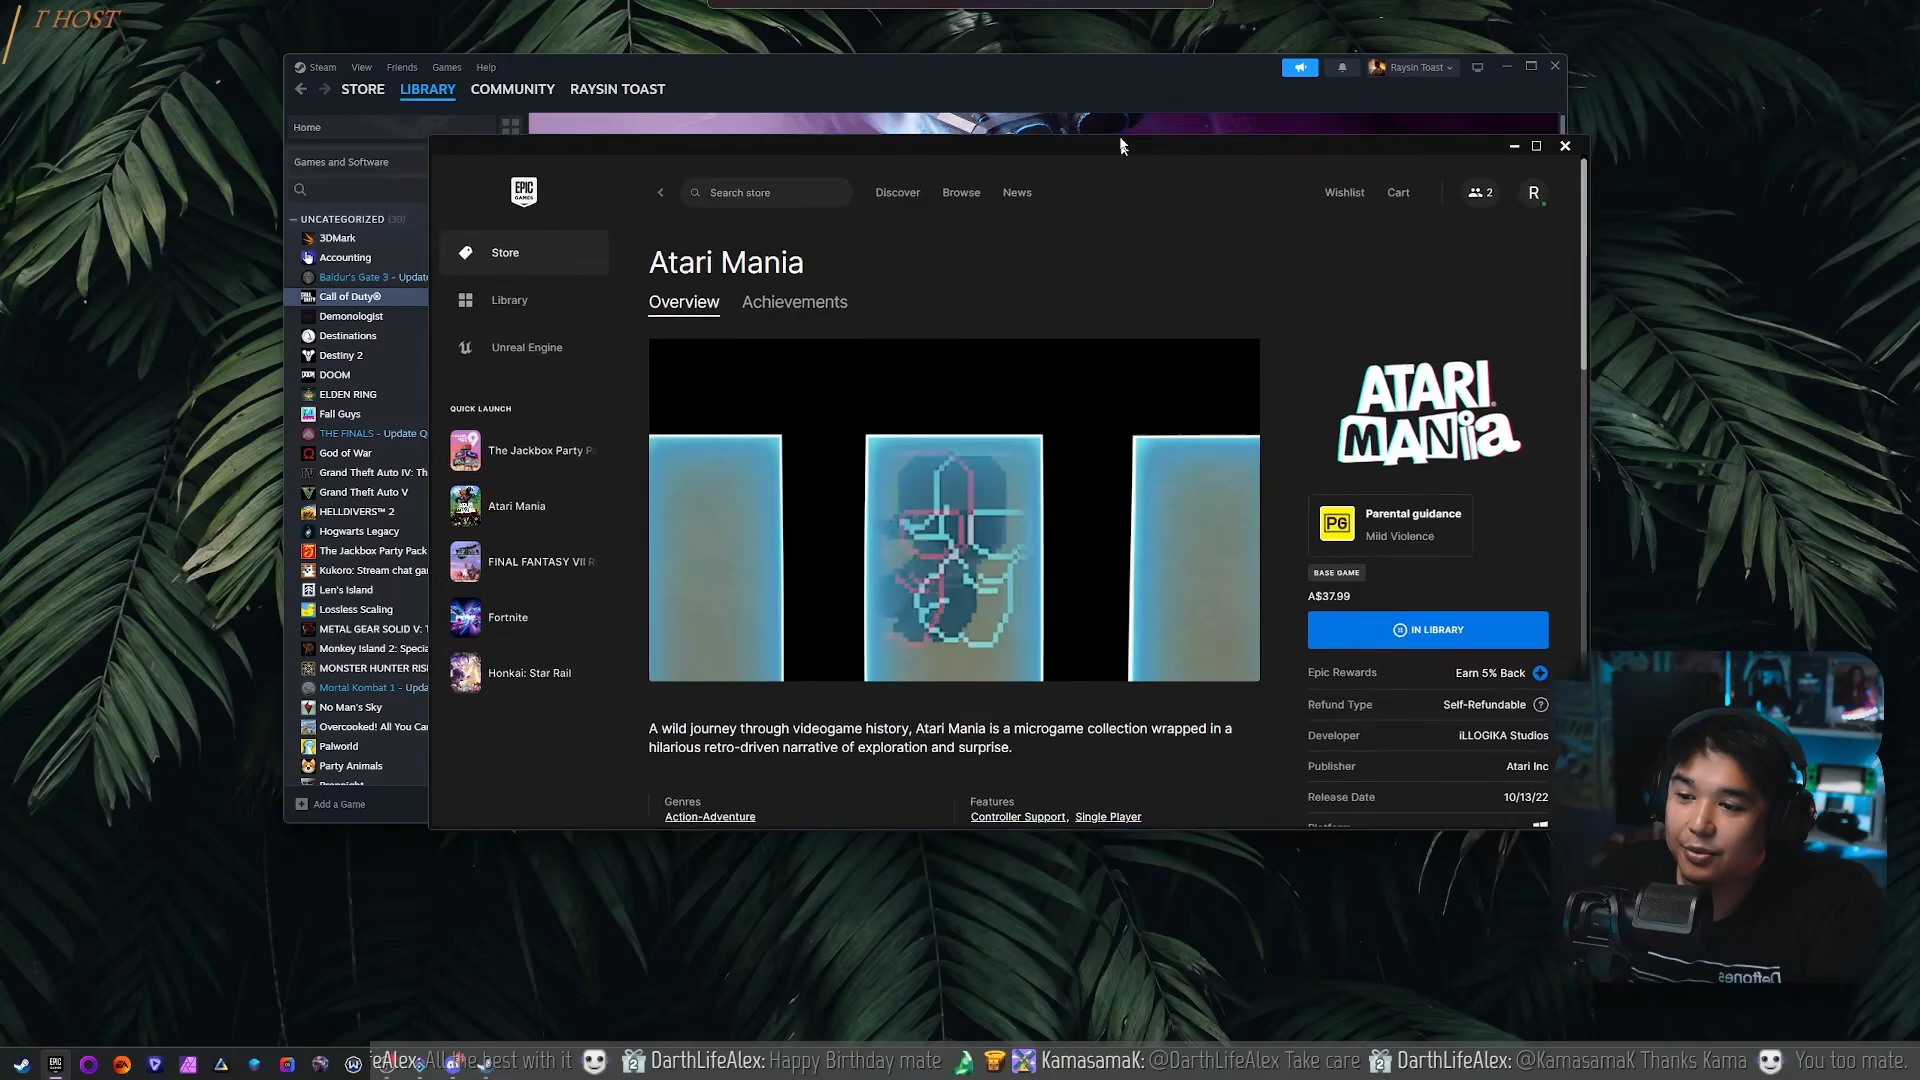 T HOST
Steam View Friends Games Help
Raysin Toast
STORE LIBRARY COMMUNITY RAYSIN TOAST
Home
Games and Software
UNCATEGORIZED (39)
3DMark
Accounting
Baldur's Gate 3 - Update
Call of Duty®
Demonologist
Destinations
Destiny 2
DOOM
ELDEN RING
Fall Guys
THE FINALS - Update Q
God of War
Grand Theft Auto IV: Th
Grand Theft Auto V
HELLDIVERS™ 2
Hogwarts Legacy
The Jackbox Party Pack
Kukoro: Stream chat ga
Len's Island
Lossless Scaling
METAL GEAR SOLID V: T
Monkey Island 2: Specia
MONSTER HUNTER RIS
Mortal Kombat 1 - Upda
No Man's Sky
Overcooked! All You Ca
Palworld
Party Animals
Add a Game
EPIC GAMES
Search store Discover Browse News Wishlist Cart 2 R
Store
Library
Unreal Engine
QUICK LAUNCH
The Jackbox Party Pa
Atari Mania
FINAL FANTASY VII R
Fortnite
Honkai: Star Rail
Atari Mania
Overview Achievements
A wild journey through videogame history, Atari Mania is a microgame collection wrapped in a
hilarious retro-driven narrative of exploration and surprise.
Genres
Action-Adventure
Features
Controller Support, Single Player
ATARI
MANiia
PG Parental guidance
Mild Violence
BASE GAME
A$37.99
IN LIBRARY
Epic Rewards Earn 5% Back
Refund Type Self-Refundable
Developer iLLOGIKA Studios
Publisher Atari Inc
Release Date 10/13/22
Deftones
feAlex: All the best with it DarthLifeAlex: Happy Birthday mate KamasamaK: @DarthLifeAlex Take care DarthLifeAlex: @KamasamaK Thanks Kama You too mate.